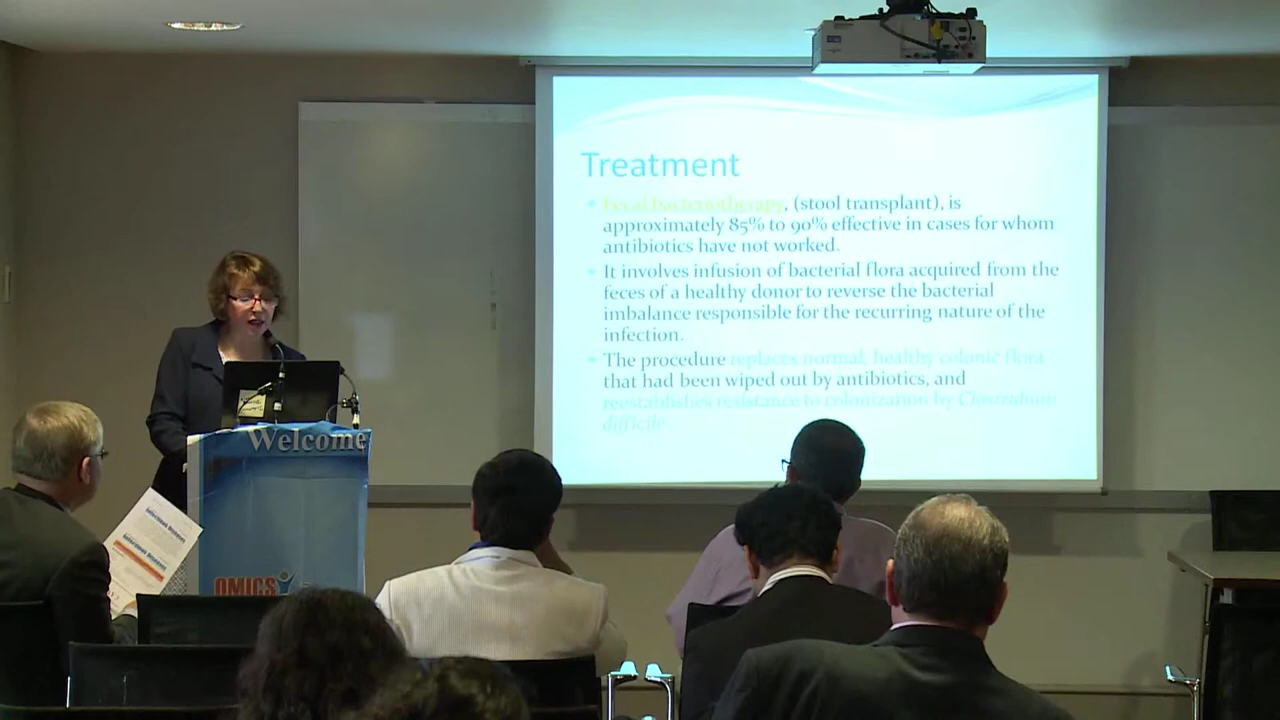 Treatment
Fecal bacteriotherapy, (stool transplant), is
approximately 85% to 90% effective in cases for whom
antibiotics have not worked.
It involves infusion of bacterial flora acquired from the
feces of a healthy donor to reverse the bacterial
imbalance responsible for the recurring nature of the
infection.
The procedure replaces normal, healthy colonic flora
that had been wiped out by antibiotics, and
reestablishes resistance to colonization by Clostridium
difficile
Welcome
OMICS